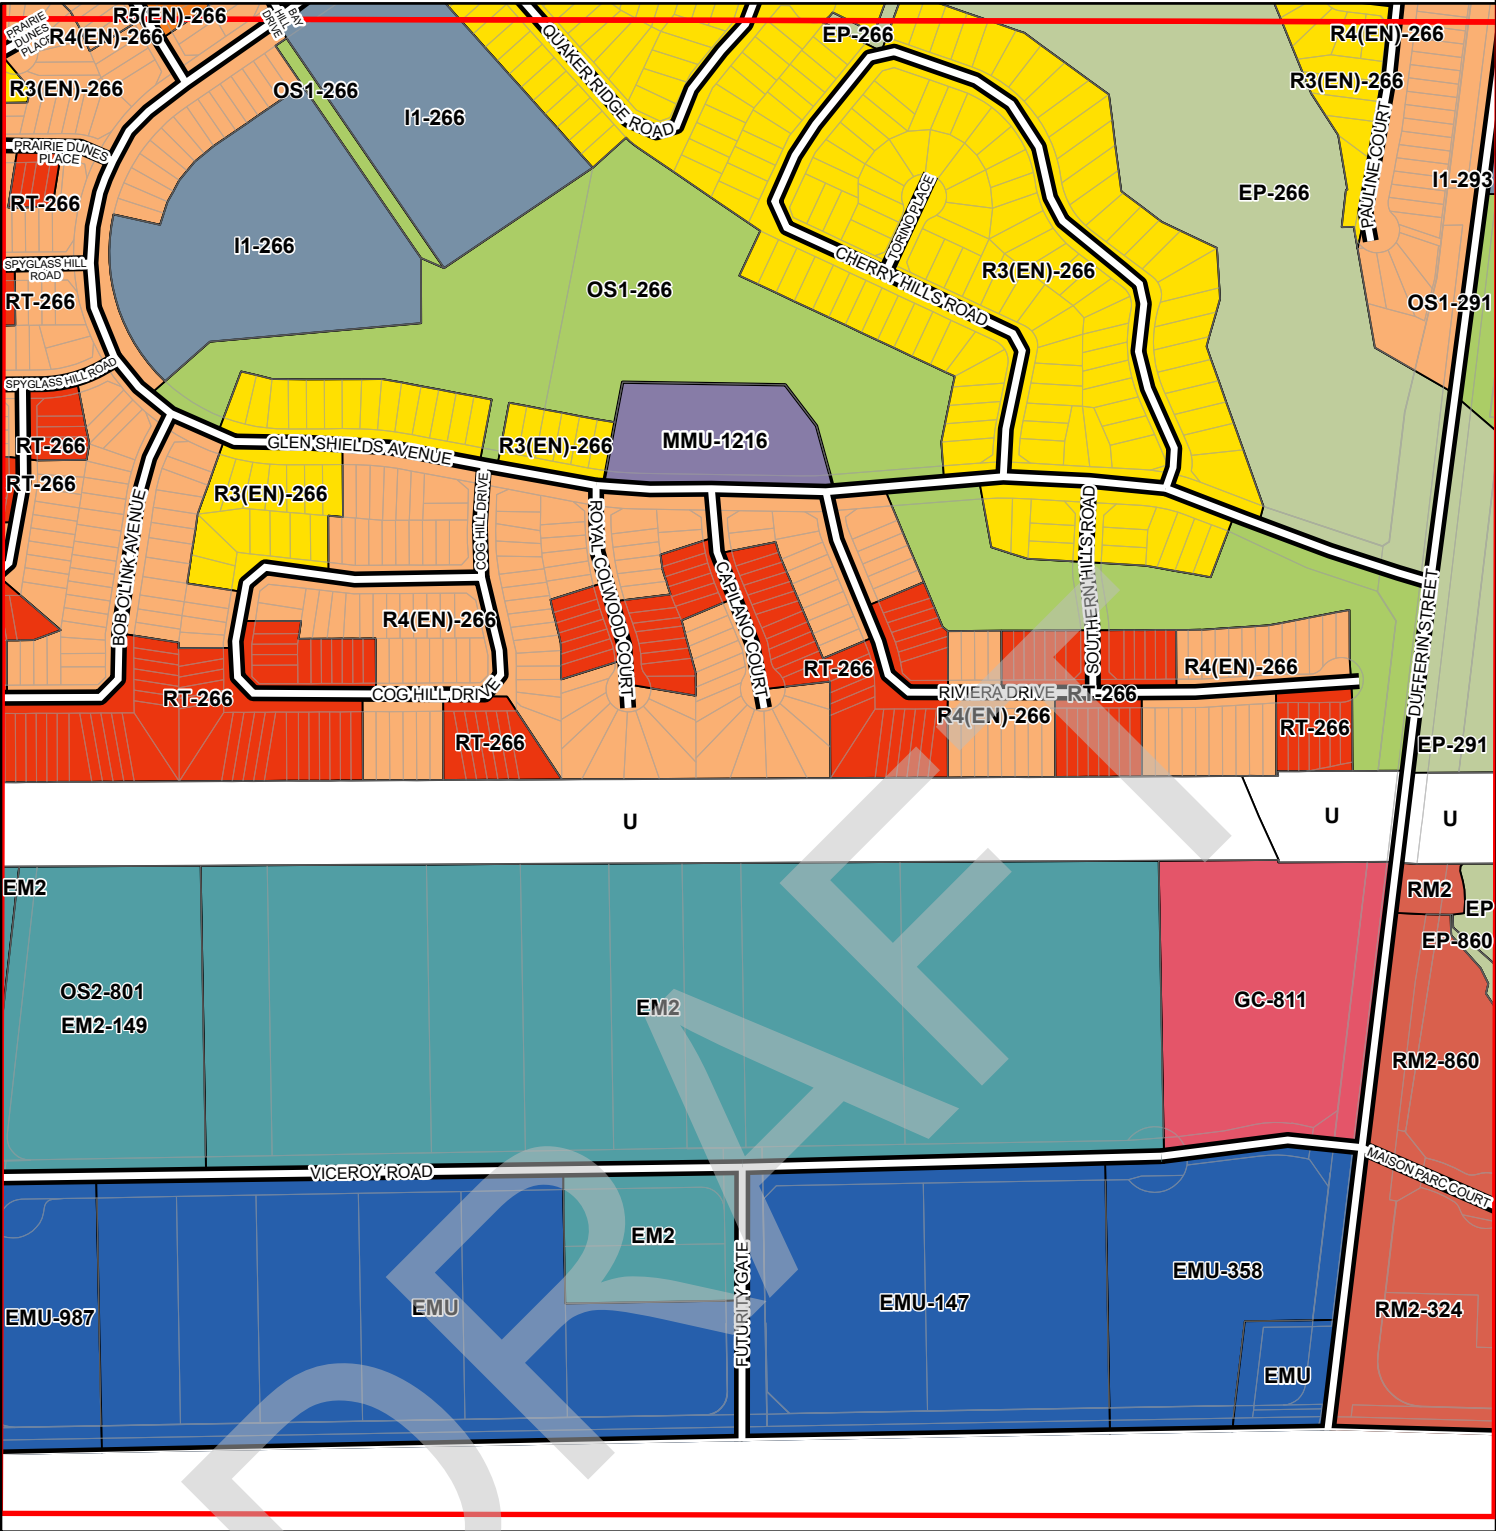 R5(EN)-266
PRAIRIE
DUNES
PLACE
R4(EN)-266
BAY
HILL
DRIVE
EP-266
R4(EN)-266
QUAKER RIDGE ROAD
R3(EN)-266
OS1-266
R3(EN)-266
I1-266
PAULINE COURT
PRAIRIE DUNES
PLACE
I1-293
RT-266
EP-266
TORINO PLACE
I1-266
SPYGLASS HILL
ROAD
CHERRY HILLS ROAD
R3(EN)-266
OS1-266
RT-266
OS1-291
SPYGLASS HILL ROAD
RT-266
GLEN SHIELDS AVENUE
R3(EN)-266
MMU-1216
RT-266
R3(EN)-266
BOB O'LINK AVENUE
COG HILL DRIVE
ROYAL COLWOOD COURT
CAPILANO COURT
SOUTHERN HILLS ROAD
DUFFERIN STREET
R4(EN)-266
RT-266
R4(EN)-266
RT-266
COG HILL DRIVE
RIVIERA DRIVE
RT-266
R4(EN)-266
RT-266
RT-266
EP-291
U
U
U
EM2
RM2
EP
EP-860
OS2-801
EM2-149
EM2
GC-811
RM2-860
VICEROY ROAD
MAISON PARC COURT
EM2
FUTURITY GATE
EMU-358
EMU-987
EMU
EMU-147
RM2-324
EMU
DRAFT